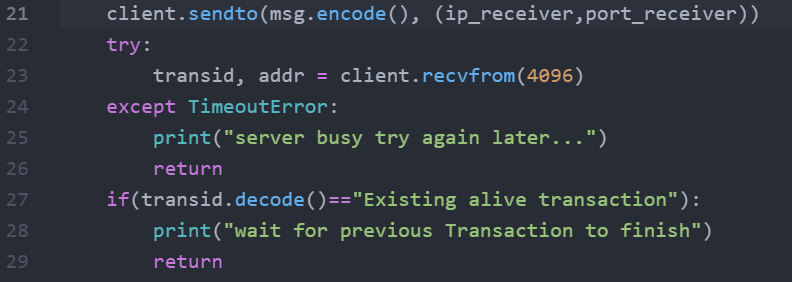 21 client.sendto(msg.encode(), (ip_receiver,port_receiver))
22 try:
23 transid, addr = client.recvfrom(4096)
24 except TimeoutError:
25 print("server busy try again later...")
26 return
27 if(transid.decode()=="Existing alive transaction"):
28 print("wait for previous Transaction to finish")
29 return